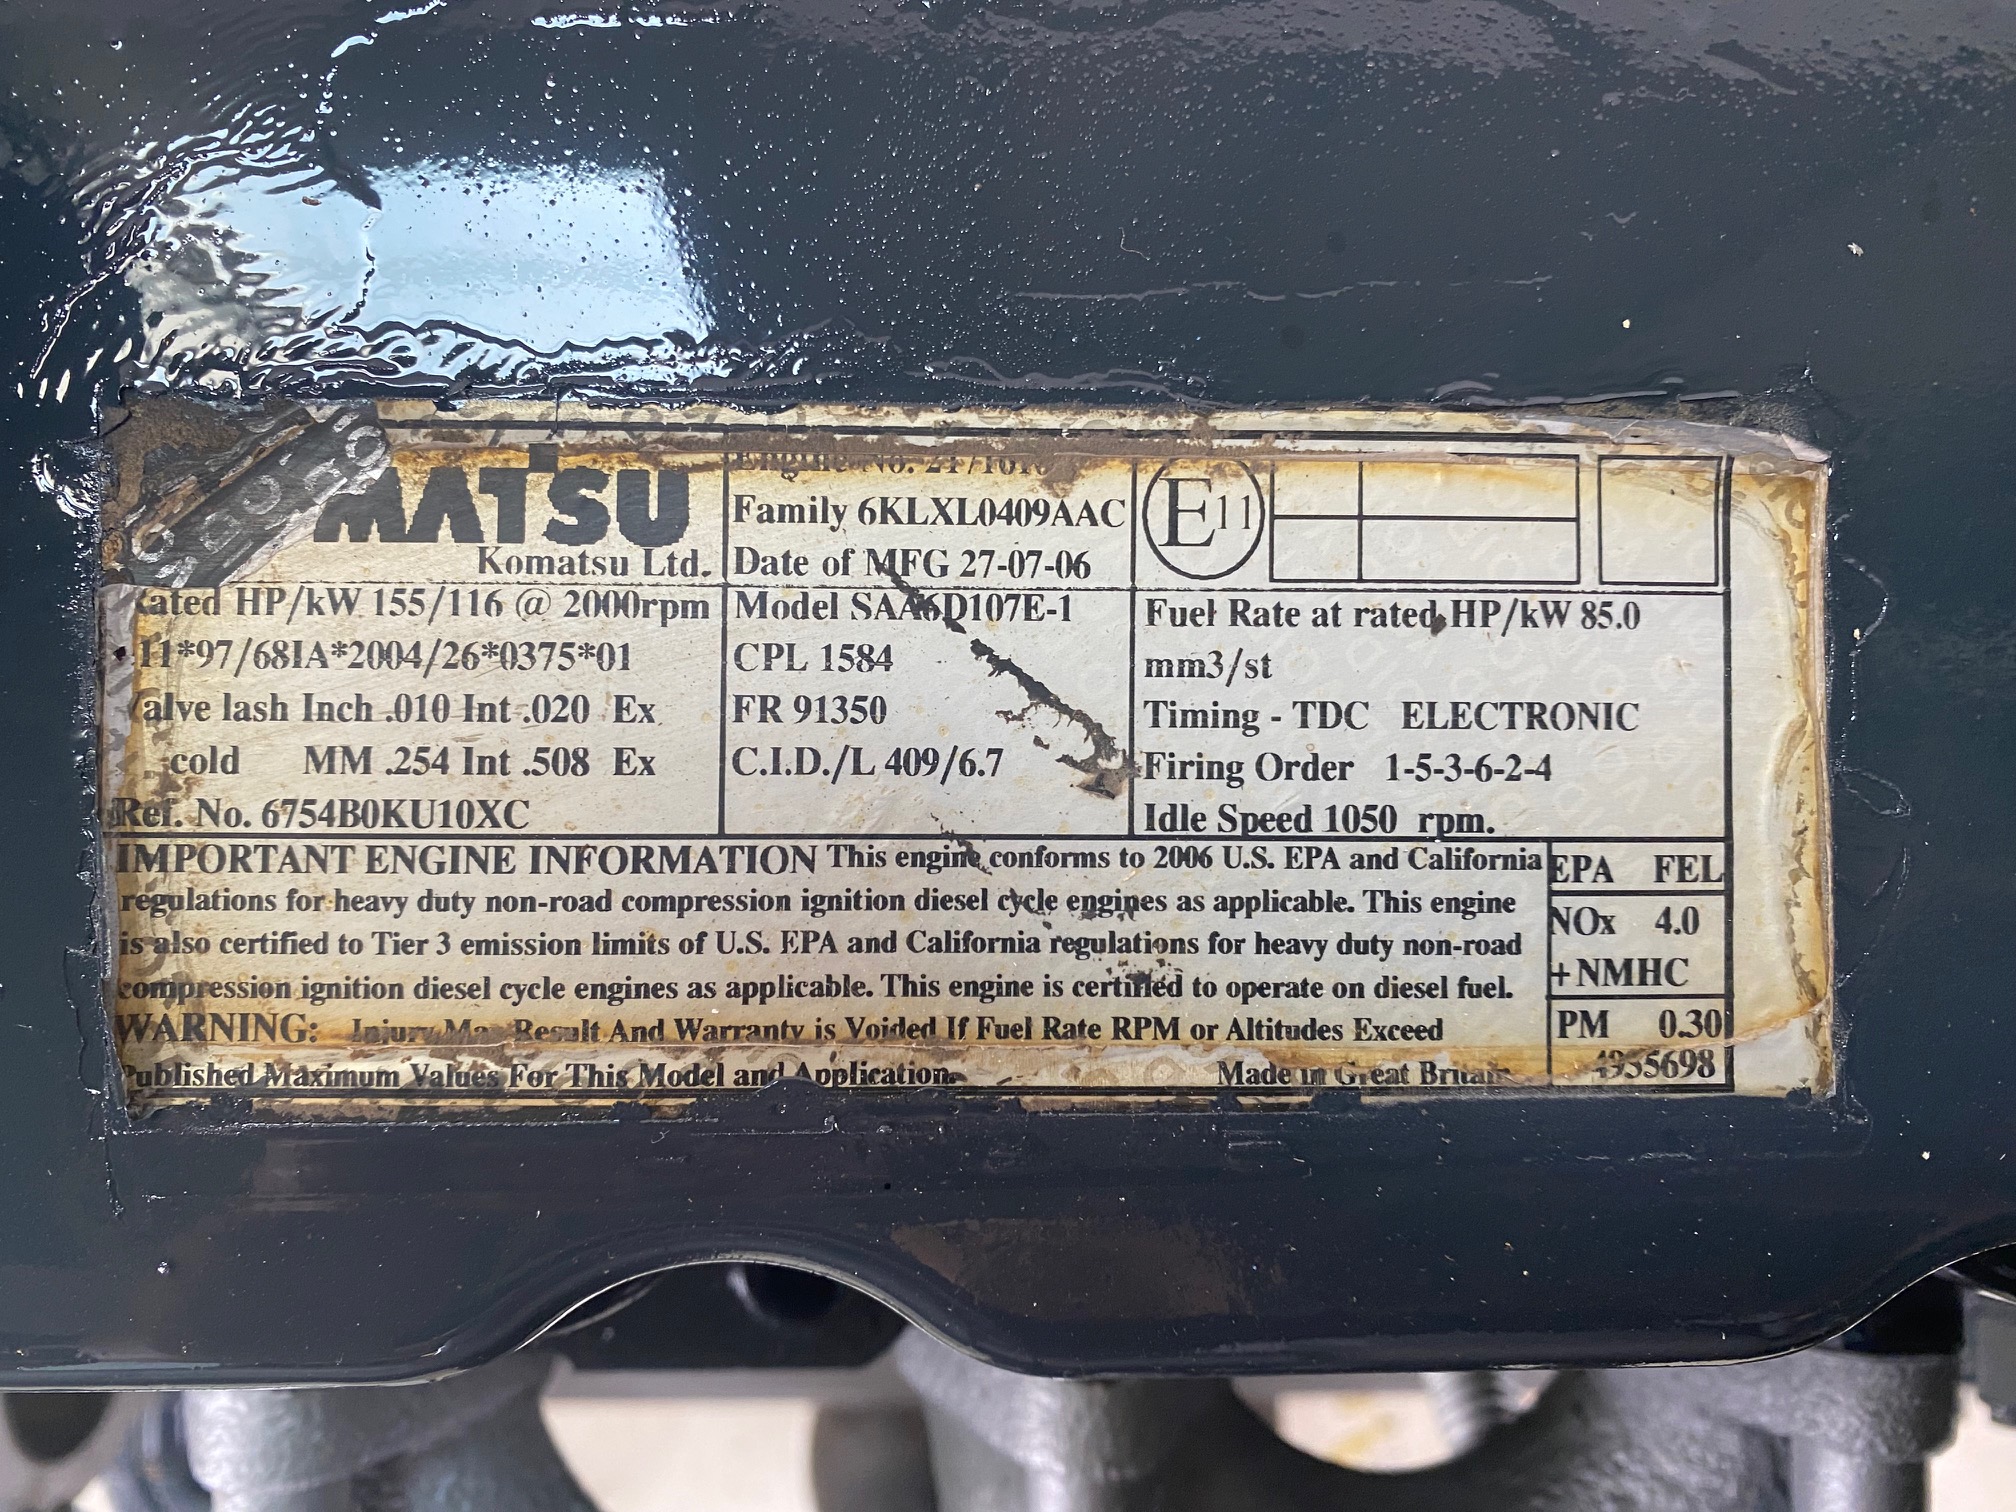 MATSU
Komatsu Ltd.
Engine No.
Family 6KLXL0409AAC
Date of MFG 27-07-06
E11
ated HP/kW 155/116 @ 2000rpm
11*97/68IA*2004/26*0375*01
alve lash Inch .010 Int .020 Ex
cold MM .254 Int .508 Ex
Ref. No. 6754B0KU10XC
Model SAA6D107E-1
CPL 1584
FR 91350
C.I.D./L 409/6.7
Fuel Rate at rated HP/kW 85.0
mm3/st
Timing - TDC ELECTRONIC
Firing Order 1-5-3-6-2-4
Idle Speed 1050 rpm.
IMPORTANT ENGINE INFORMATION This engine conforms to 2006 U.S. EPA and California
regulations for heavy duty non-road compression ignition diesel cycle engines as applicable. This engine
is also certified to Tier 3 emission limits of U.S. EPA and California regulations for heavy duty non-road
compression ignition diesel cycle engines as applicable. This engine is certified to operate on diesel fuel.
WARNING: Injury May Result And Warranty is Voided If Fuel Rate RPM or Altitudes Exceed
Published Maximum Values For This Model and Application.
Made in Great Britain
EPA FEL
NOx 4.0
+NMHC
PM 0.30
4955698